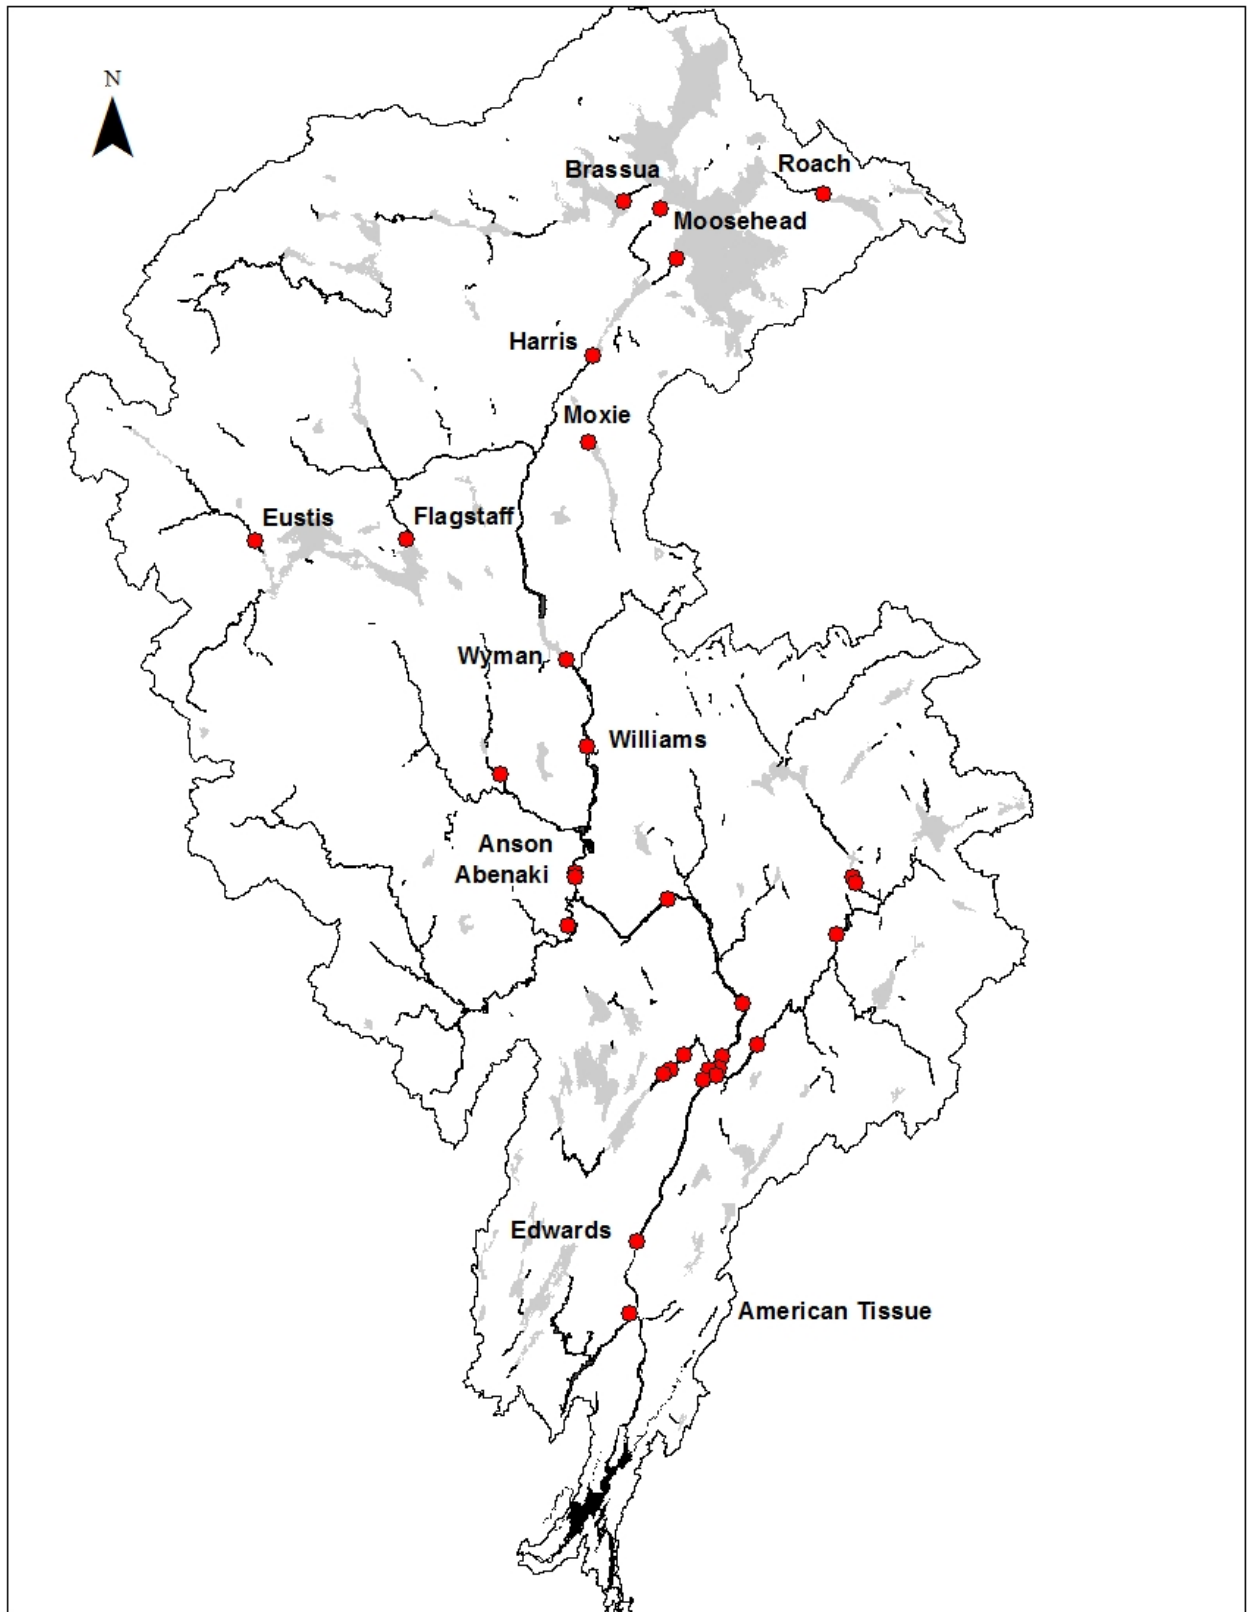 N
Brassua
Roach
Moosehead
Harris
Moxie
Eustis
Flagstaff
Wyman
Williams
Anson
Abenaki
Edwards
American Tissue